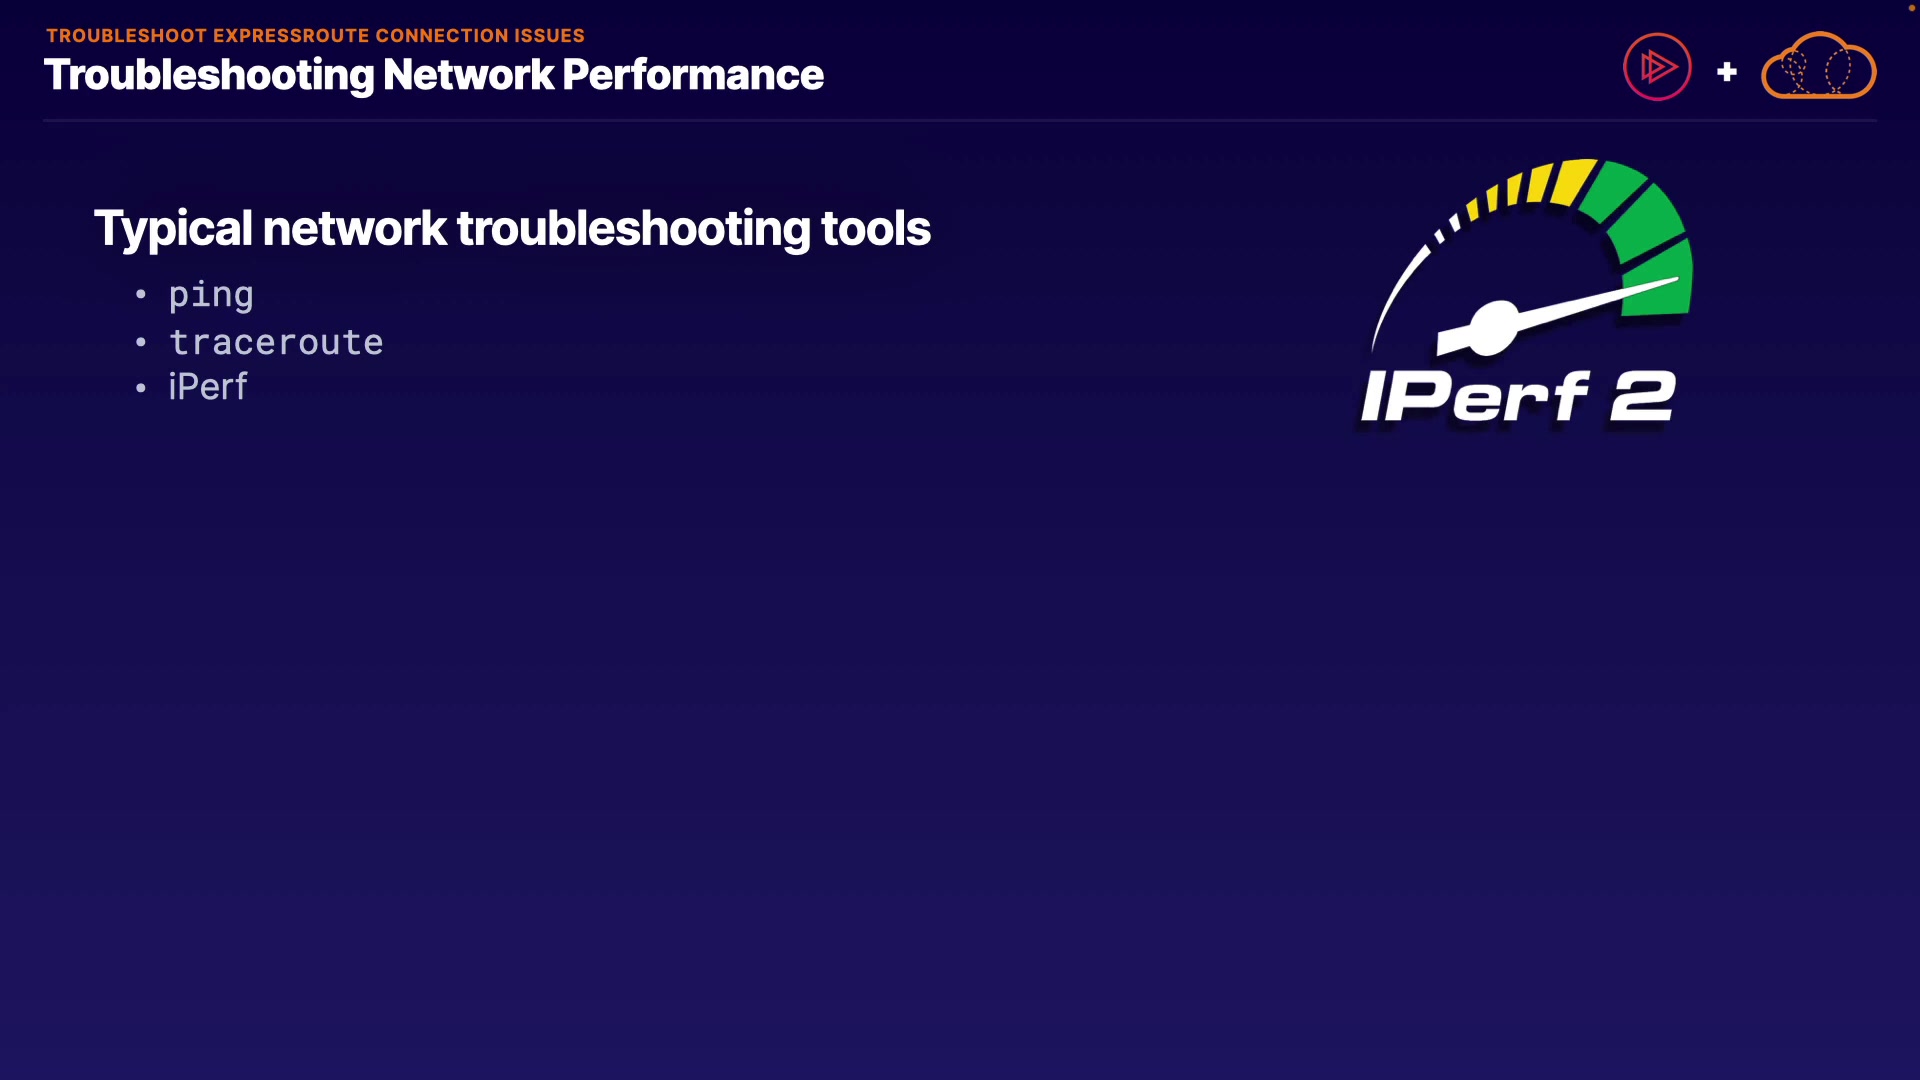 TROUBLESHOOT EXPRESSROUTE CONNECTION ISSUES
Troubleshooting Network Performance
+
Typical network troubleshooting tools
• ping
• traceroute
• iPerf
IPerf 2